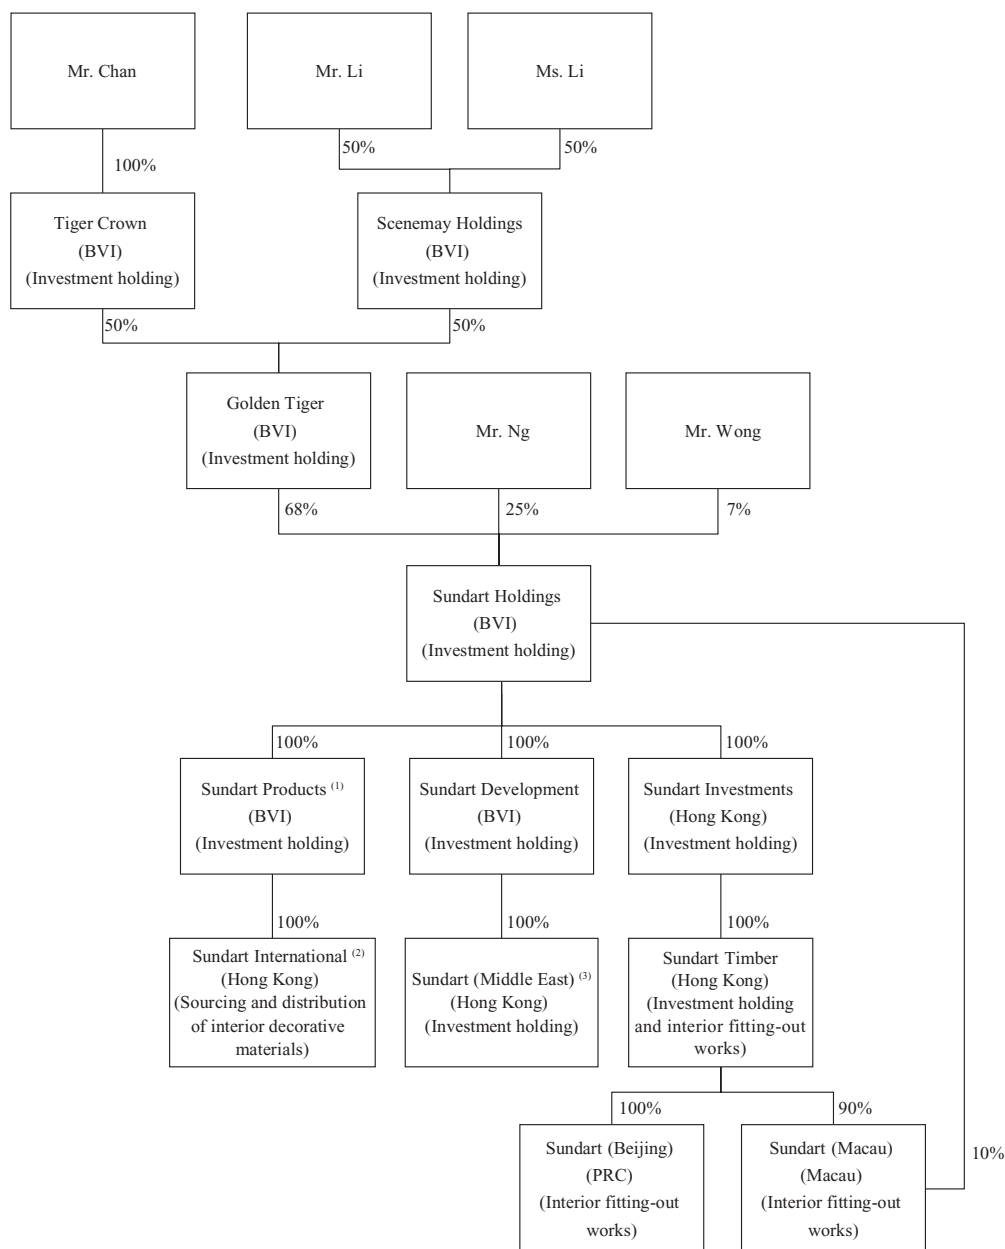 Mr. Chan
Mr. Li
Ms. Li
100%
50%
50%
Tiger Crown
(BVI)
(Investment holding)
Scenemay Holdings
(BVI)
(Investment holding)
50%
50%
Golden Tiger
(BVI)
(Investment holding)
Mr. Ng
Mr. Wong
68%
25%
7%
Sundart Holdings
(BVI)
(Investment holding)
100%
100%
100%
Sundart Products (1)
(BVI)
(Investment holding)
Sundart Development
(BVI)
(Investment holding)
Sundart Investments
(Hong Kong)
(Investment holding)
100%
100%
100%
Sundart International (2)
(Hong Kong)
(Sourcing and distribution
of interior decorative
materials)
Sundart (Middle East) (3)
(Hong Kong)
(Investment holding)
Sundart Timber
(Hong Kong)
(Investment holding
and interior fitting-out
works)
100%
90%
10%
Sundart (Beijing)
(PRC)
(Interior fitting-out
works)
Sundart (Macau)
(Macau)
(Interior fitting-out
works)